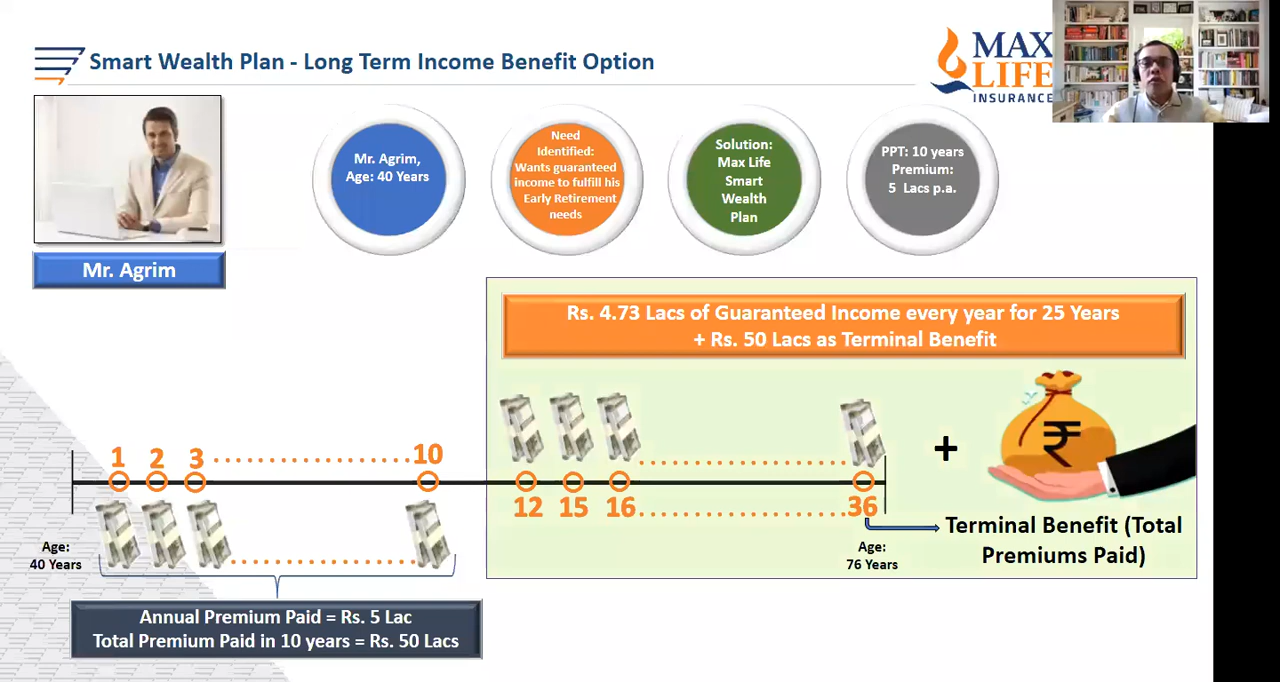 Smart Wealth Plan - Long Term Income Benefit Option
MAX
LIFE
INSURANCE
Mr. Agrim,
Age: 40 Years
Need
Identified:
Wants guaranteed
income to fulfill his
Early Retirement
needs
Solution:
Max Life
Smart
Wealth
Plan
PPT: 10 years
Premium:
5 Lacs p.a.
Mr. Agrim
Rs. 4.73 Lacs of Guaranteed Income every year for 25 Years
+ Rs. 50 Lacs as Terminal Benefit
1 2 3 10
12 15 16 36
+
₹
Age:
40 Years
Age:
76 Years
Terminal Benefit (Total
Premiums Paid)
Annual Premium Paid = Rs. 5 Lac
Total Premium Paid in 10 years = Rs. 50 Lacs